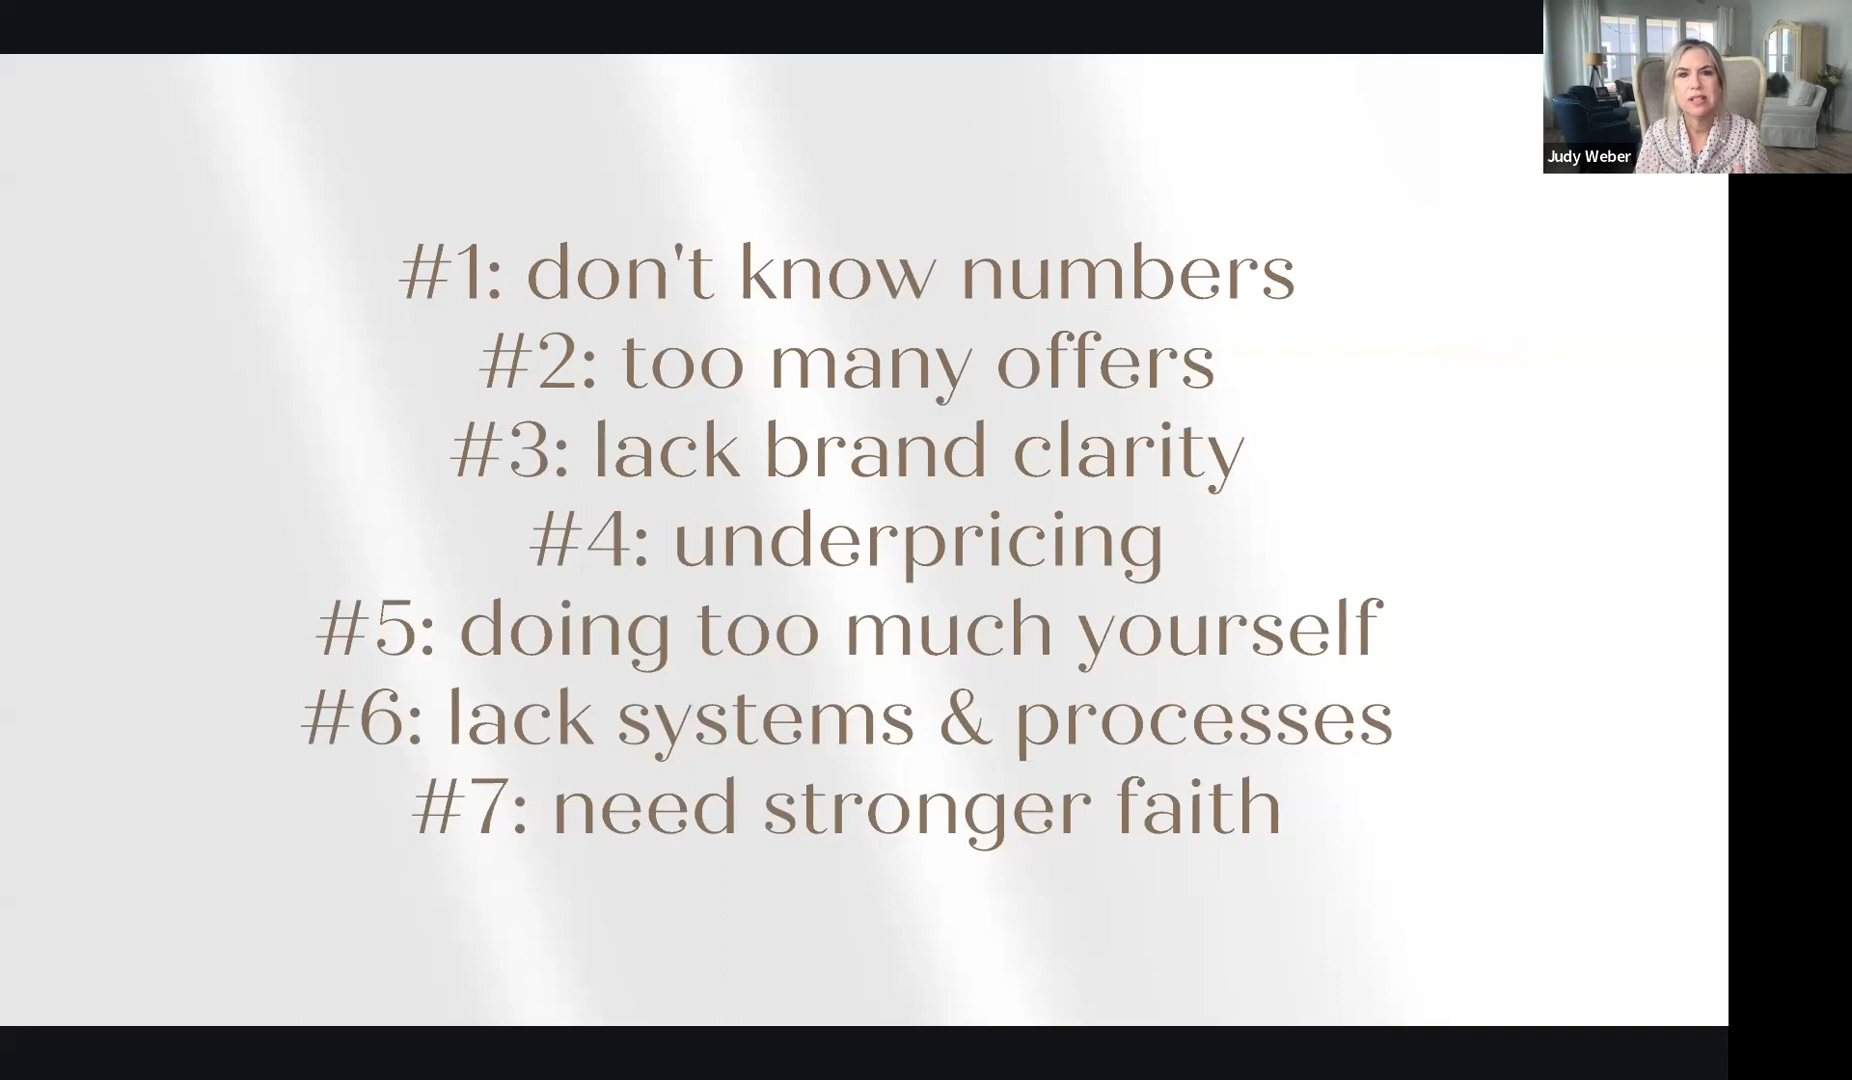 #1: don't know numbers
#2: too many offers
#3: lack brand clarity
#4: underpricing
#5: doing too much yourself
#6: lack systems & processes
#7: need stronger faith
Judy Weber